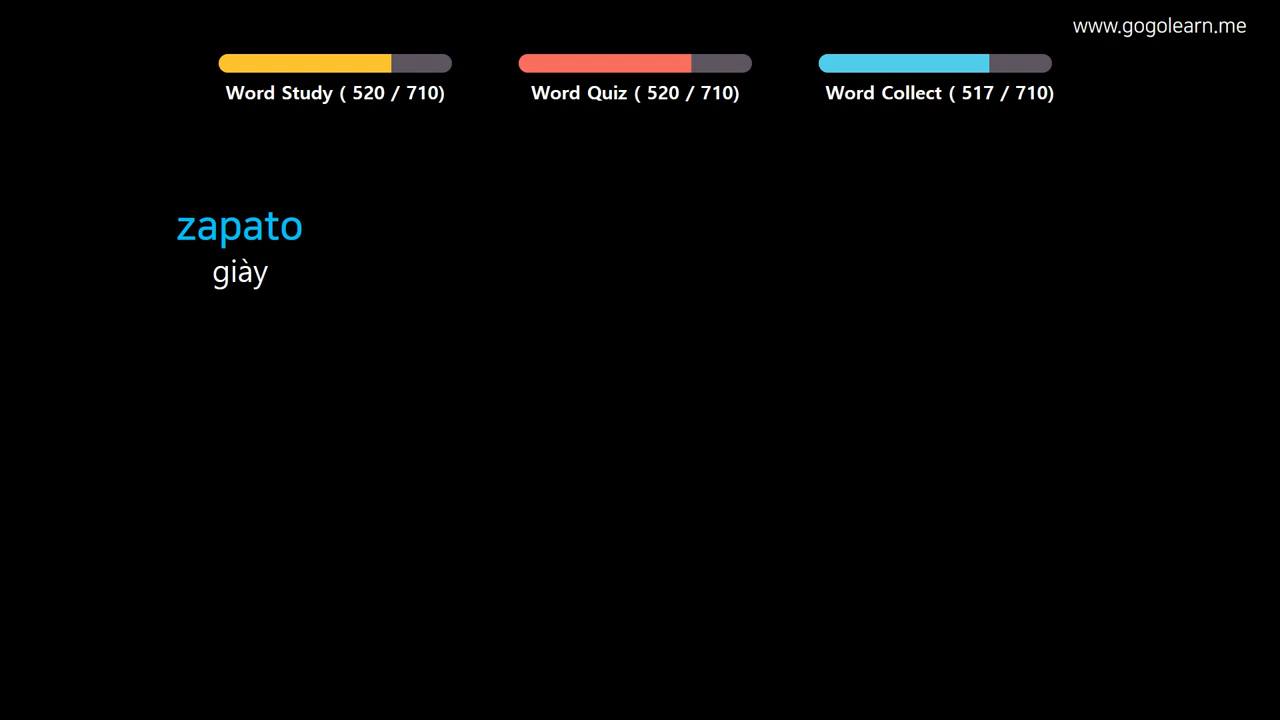 www.gogolearn.me
Word Study ( 520 / 710)
Word Quiz ( 520 / 710)
Word Collect ( 517 / 710)
zapato
giày